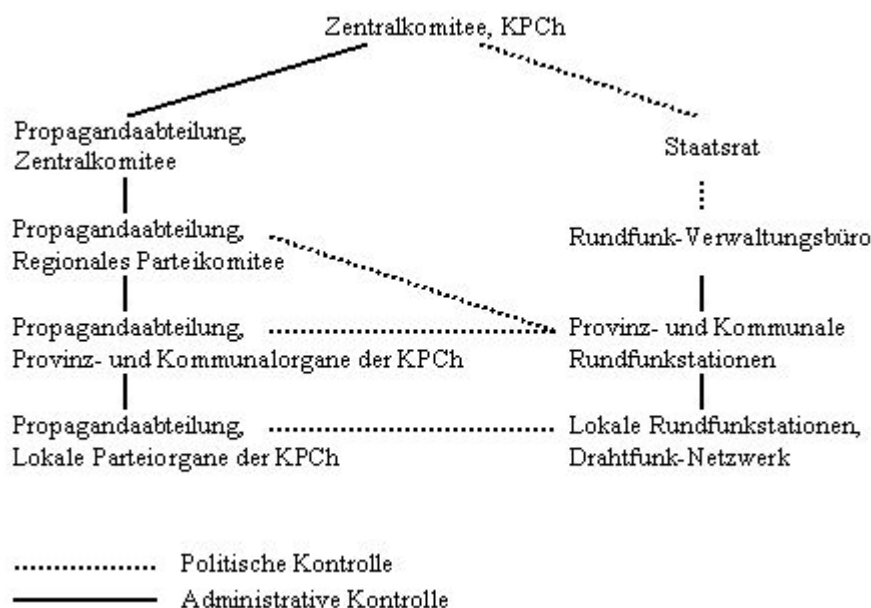 Zentralkomitee, KPCh
Propagandaabteilung,
Zentralkomitee
Staatsrat
Propagandaabteilung,
Regionales Parteikomitee
Rundfunk-Verwaltungsbüro
Propagandaabteilung,
Provinz- und Kommunalorgane der KPCh
Provinz- und Kommunale
Rundfunkstationen
Propagandaabteilung,
Lokale Parteiorgane der KPCh
Lokale Rundfunkstationen,
Drahtfunk-Netzwerk
Politische Kontrolle
Administrative Kontrolle